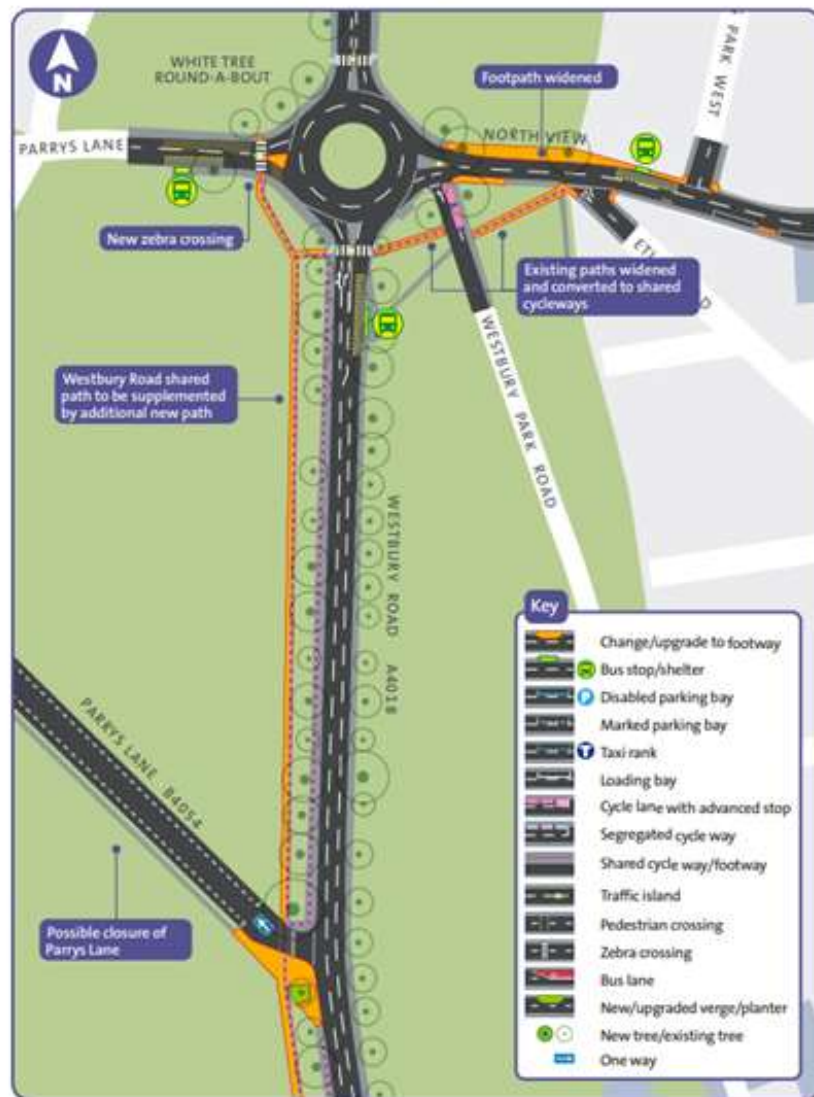 N
WHITE TREE
ROUND-A-BOUT
Footpath widened
PARK WEST
PARRYS LANE
NORTH VIEW
New zebra crossing
Existing paths widened
and converted to shared
cycleways
Westbury Road shared
path to be supplemented
by additional new path
WESTBURY PARK ROAD
WESTBURY ROAD A4018
PARRYS LANE B4054
Possible closure of
Parrys Lane
Key
Change/upgrade to footway
Bus stop/shelter
P Disabled parking bay
Marked parking bay
Taxi rank
Loading bay
Cycle lane with advanced stop
Segregated cycle way
Shared cycle way/footway
Traffic island
Pedestrian crossing
Zebra crossing
Bus lane
New/upgraded verge/planter
New tree/existing tree
One way